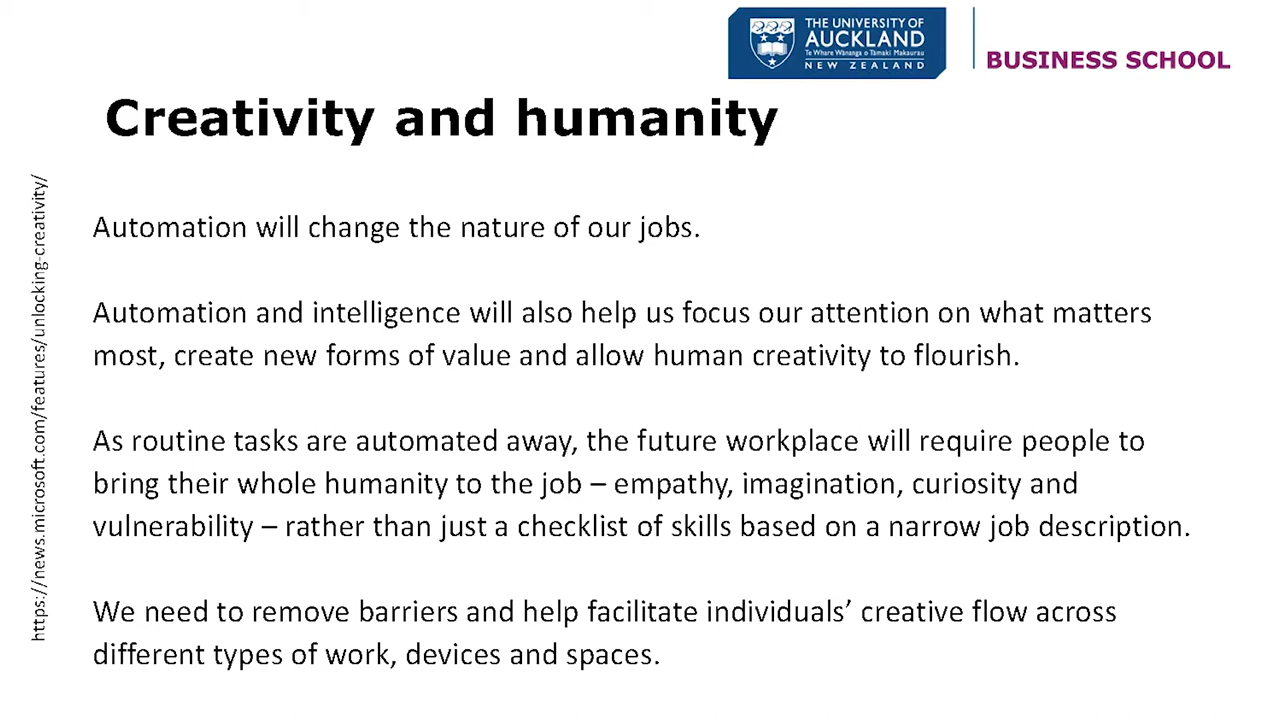 THE UNIVERSITY OF
AUCKLAND
Te Whare Wānanga o Tāmaki Makaurau
NEW ZEALAND
BUSINESS SCHOOL
Creativity and humanity
https://news.microsoft.com/features/unlocking-creativity/
Automation will change the nature of our jobs.
Automation and intelligence will also help us focus our attention on what matters
most, create new forms of value and allow human creativity to flourish.
As routine tasks are automated away, the future workplace will require people to
bring their whole humanity to the job – empathy, imagination, curiosity and
vulnerability – rather than just a checklist of skills based on a narrow job description.
We need to remove barriers and help facilitate individuals’ creative flow across
different types of work, devices and spaces.